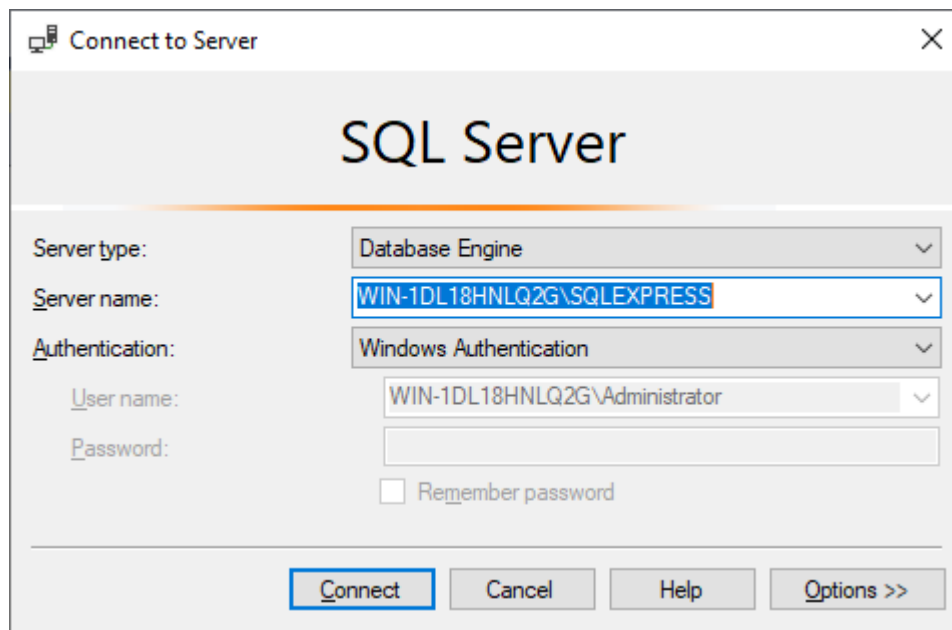 Connect to Server
SQL Server
Server type:
Database Engine
Server name:
WIN-1DL18HNLQ2G\SQLEXPRESS
Authentication:
Windows Authentication
User name:
WIN-1DL18HNLQ2G\Administrator
Password:
Remember password
Connect
Cancel
Help
Options >>